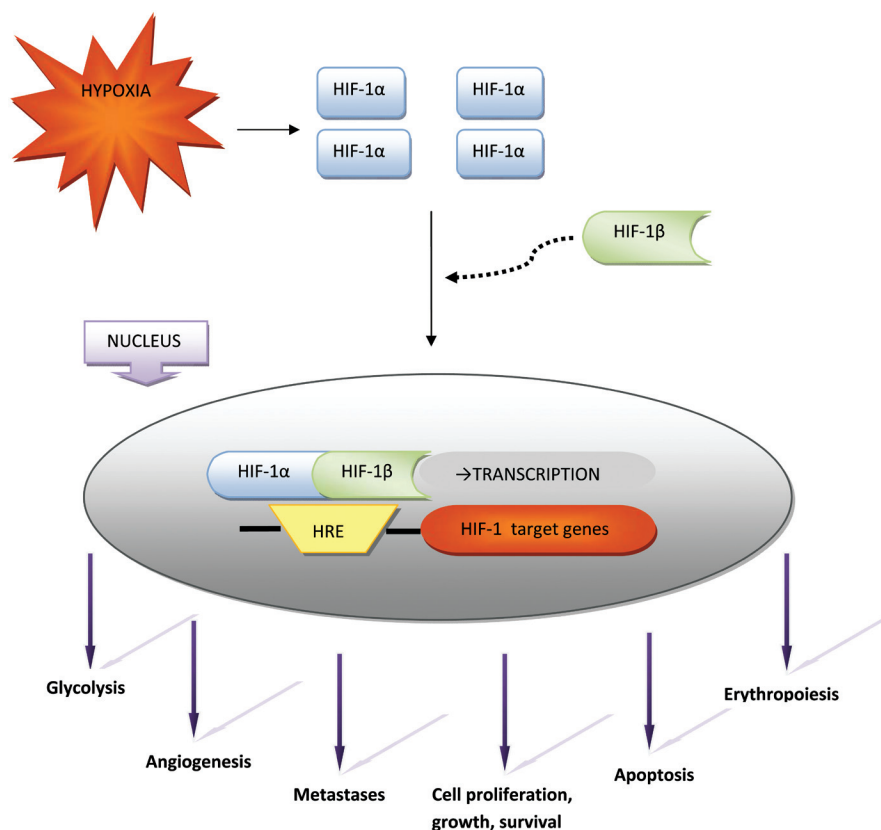 HYPOXIA
HIF-1α
HIF-1α
HIF-1α
HIF-1α
HIF-1β
NUCLEUS
HIF-1α
HIF-1β
→TRANSCRIPTION
HRE
HIF-1 target genes
Glycolysis
Angiogenesis
Metastases
Cell proliferation,
growth, survival
Apoptosis
Erythropoiesis